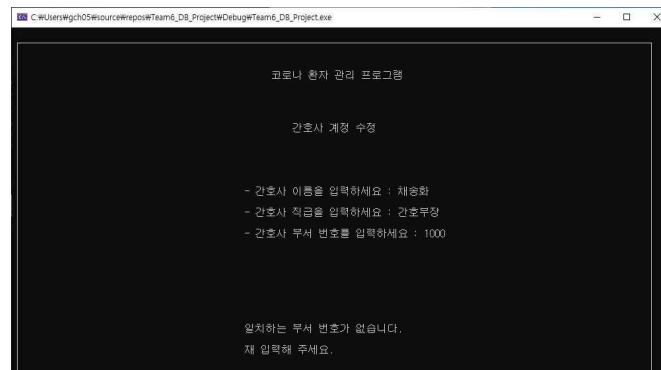 C:₩Users₩gch05₩source₩repos₩Team6_DB_Project₩Debug₩Team6_DB_Project.exe
코로나 환자 관리 프로그램
간호사 계정 수정
- 간호사 이름을 입력하세요 : 채송화
- 간호사 직급을 입력하세요 : 간호부장
- 간호사 부서 번호를 입력하세요 : 1000
일치하는 부서 번호가 없습니다.
재 입력해 주세요.